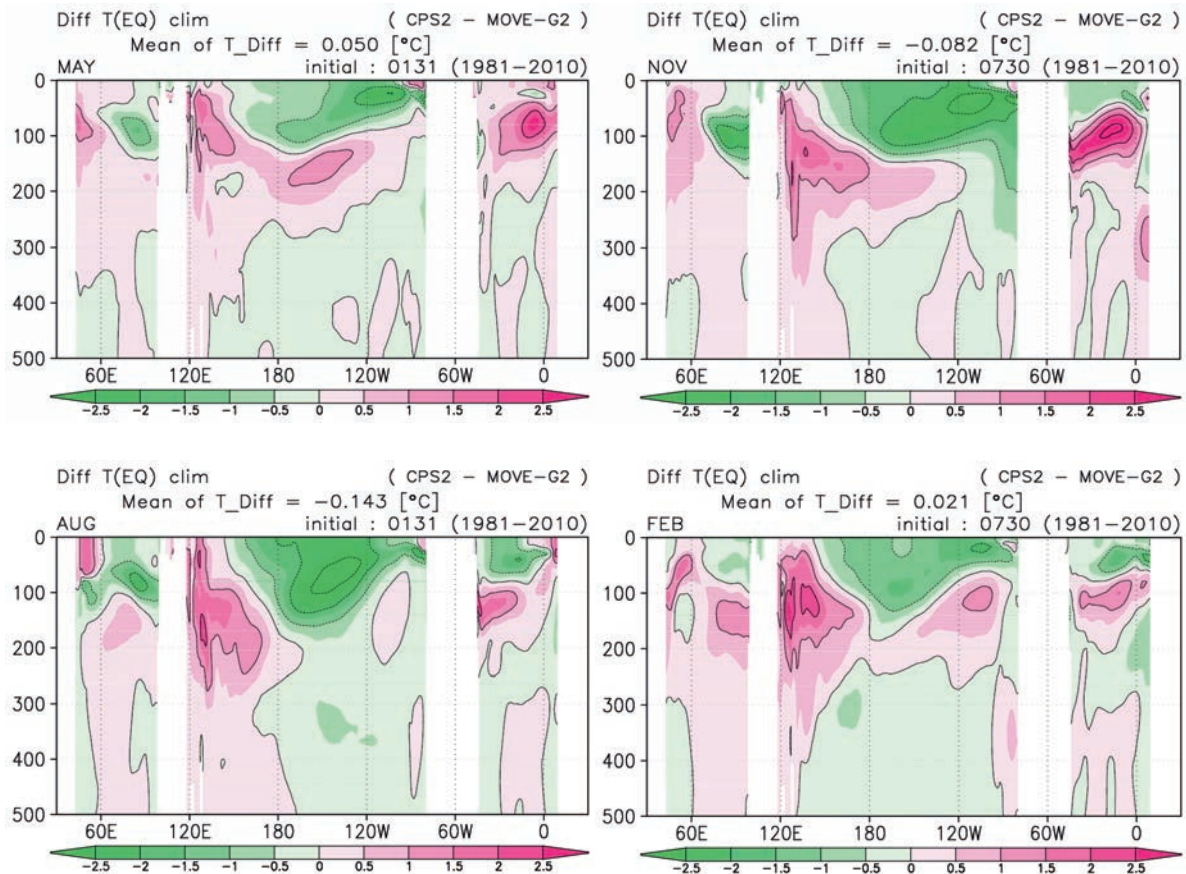 Diff T(EQ) clim ( CPS2 − MOVE−G2 )
Mean of T_Diff = 0.050 [°C]
MAY initial : 0131 (1981−2010)
0
100
200
300
400
500
60E 120E 180 120W 60W 0
−2.5 −2 −1.5 −1 −0.5 0 0.5 1 1.5 2 2.5
Diff T(EQ) clim ( CPS2 − MOVE−G2 )
Mean of T_Diff = −0.082 [°C]
NOV initial : 0730 (1981−2010)
0
100
200
300
400
500
60E 120E 180 120W 60W 0
−2.5 −2 −1.5 −1 −0.5 0 0.5 1 1.5 2 2.5
Diff T(EQ) clim ( CPS2 − MOVE−G2 )
Mean of T_Diff = −0.143 [°C]
AUG initial : 0131 (1981−2010)
0
100
200
300
400
500
60E 120E 180 120W 60W 0
−2.5 −2 −1.5 −1 −0.5 0 0.5 1 1.5 2 2.5
Diff T(EQ) clim ( CPS2 − MOVE−G2 )
Mean of T_Diff = 0.021 [°C]
FEB initial : 0730 (1981−2010)
0
100
200
300
400
500
60E 120E 180 120W 60W 0
−2.5 −2 −1.5 −1 −0.5 0 0.5 1 1.5 2 2.5